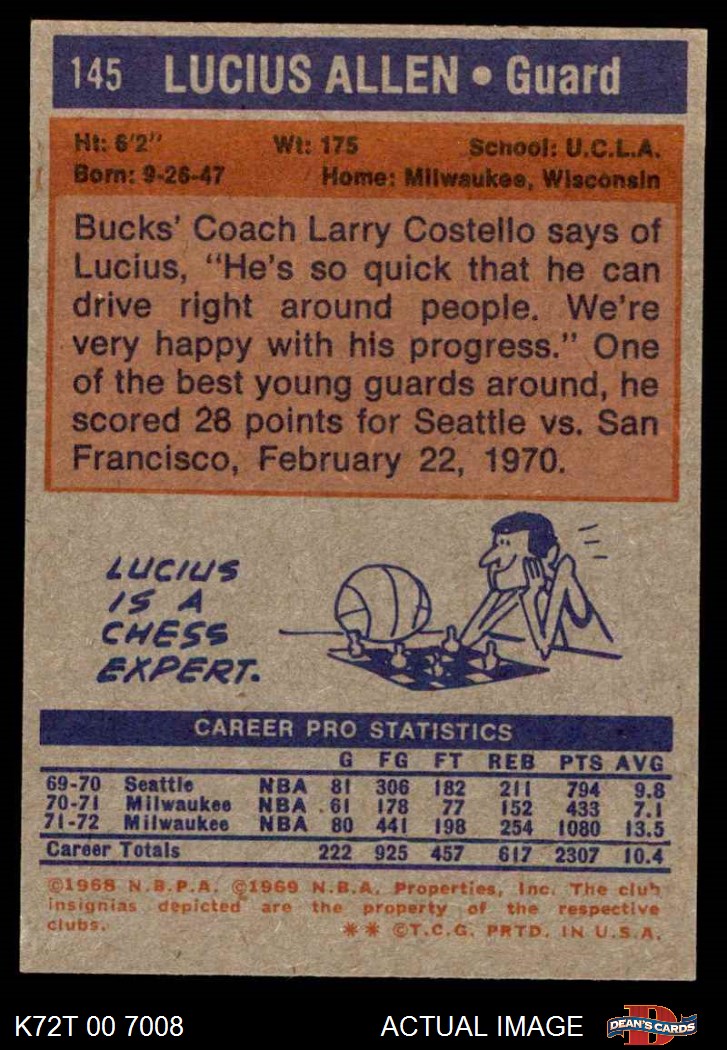 145 LUCIUS ALLEN • Guard
Ht: 6'2" Wt: 175 School: U.C.L.A.
Born: 9-26-47 Home: Milwaukee, Wisconsin
Bucks' Coach Larry Costello says of
Lucius, "He's so quick that he can
drive right around people. We're
very happy with his progress." One
of the best young guards around, he
scored 28 points for Seattle vs. San
Francisco, February 22, 1970.
LUCIUS
IS A
CHESS
EXPERT.
CAREER PRO STATISTICS
G FG FT REB PTS AVG
69-70 Seattle NBA 81 306 182 211 794 9.8
70-71 Milwaukee NBA 61 178 77 152 433 7.1
71-72 Milwaukee NBA 80 441 198 254 1080 13.5
Career Totals 222 925 457 617 2307 10.4
©1968 N.B.P.A. ©1969 N.B.A. Properties, Inc. The club
insignias depicted are the property of the respective
clubs. ** ©T.C.G. PRTD. IN U.S.A.
K72T 00 7008 ACTUAL IMAGE DEAN'S CARDS